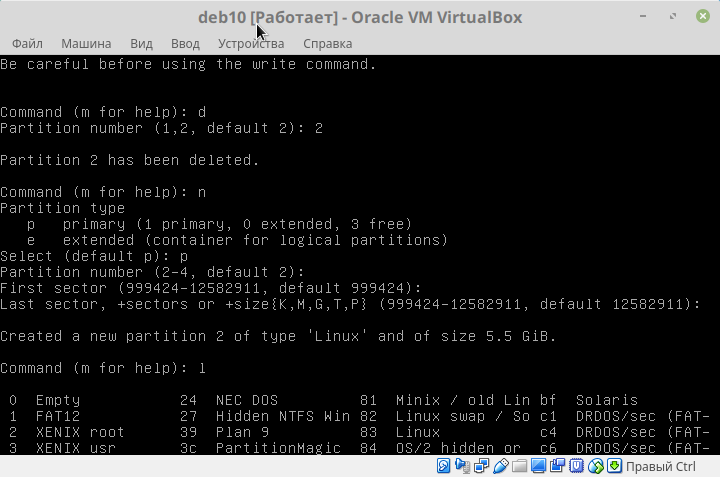 deb10 [Работает] - Oracle VM VirtualBox
Файл Машина Вид Ввод Устройства Справка
Be careful before using the write command.
Command (m for help): d
Partition number (1,2, default 2): 2
Partition 2 has been deleted.
Command (m for help): n
Partition type
   p   primary (1 primary, 0 extended, 3 free)
   e   extended (container for logical partitions)
Select (default p): p
Partition number (2-4, default 2):
First sector (999424-12582911, default 999424):
Last sector, +sectors or +size{K,M,G,T,P} (999424-12582911, default 12582911):
Created a new partition 2 of type 'Linux' and of size 5.5 GiB.
Command (m for help): l
 0  Empty           24  NEC DOS         81  Minix / old Lin bf  Solaris
 1  FAT12           27  Hidden NTFS Win 82  Linux swap / So c1  DRDOS/sec (FAT-
 2  XENIX root      39  Plan 9          83  Linux           c4  DRDOS/sec (FAT-
 3  XENIX usr       3c  PartitionMagic  84  OS/2 hidden or  c6  DRDOS/sec (FAT-
Правый Ctrl